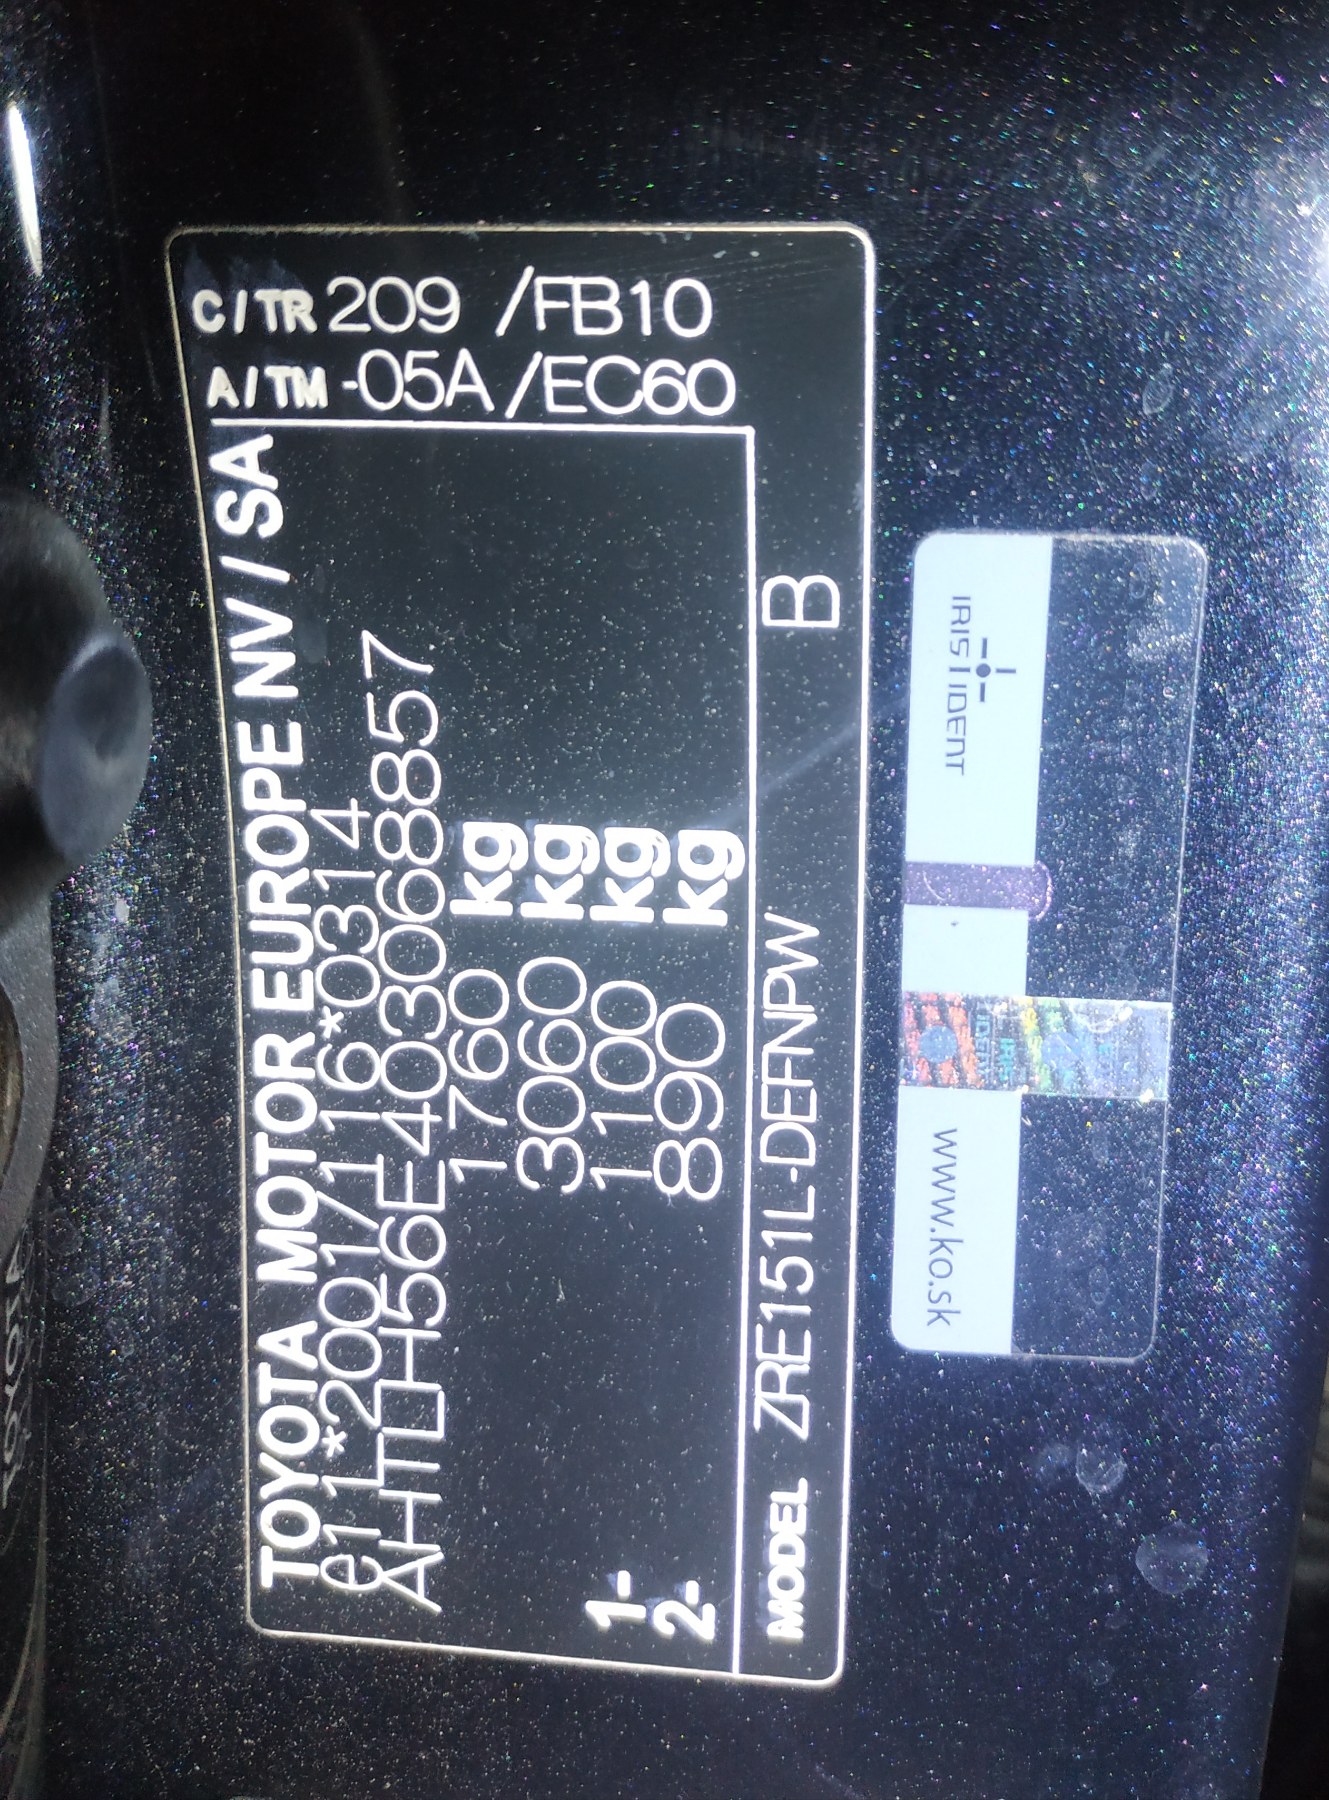 TOYOTA MOTOR EUROPE NV/SA
e11*2001/116*0314
AHTLH56E403068857
1760 kg
3060 kg
1- 1100 kg
2- 890 kg
MODEL ZRE151L-DEFNPW B
C/TR 209 /FB10
A/TM -05A /EC60
IRIS IDENT
www.ko.sk